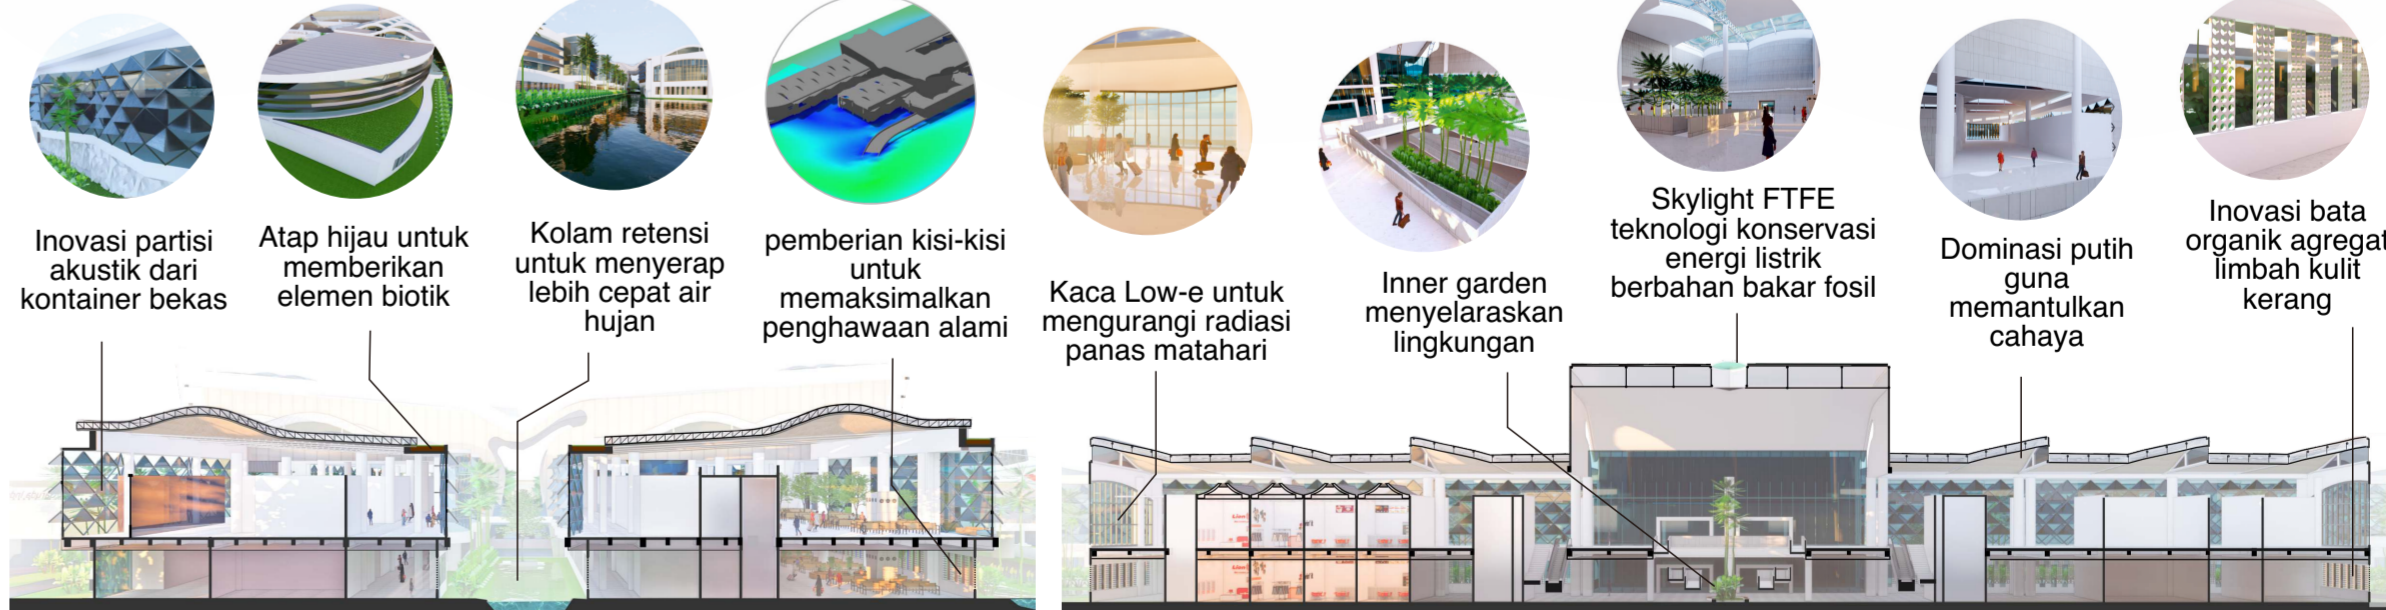 Inovasi partisi
akustik dari
kontainer bekas
Atap hijau untuk
memberikan
elemen biotik
Kolam retensi
untuk menyerap
lebih cepat air
hujan
pemberian kisi-kisi
untuk
memaksimalkan
penghawaan alami
Kaca Low-e untuk
mengurangi radiasi
panas matahari
Inner garden
menyelaraskan
lingkungan
Skylight FTFE
teknologi konservasi
energi listrik
berbahan bakar fosil
Dominasi putih
guna
memantulkan
cahaya
Inovasi bata
organik agregat
limbah kulit
kerang